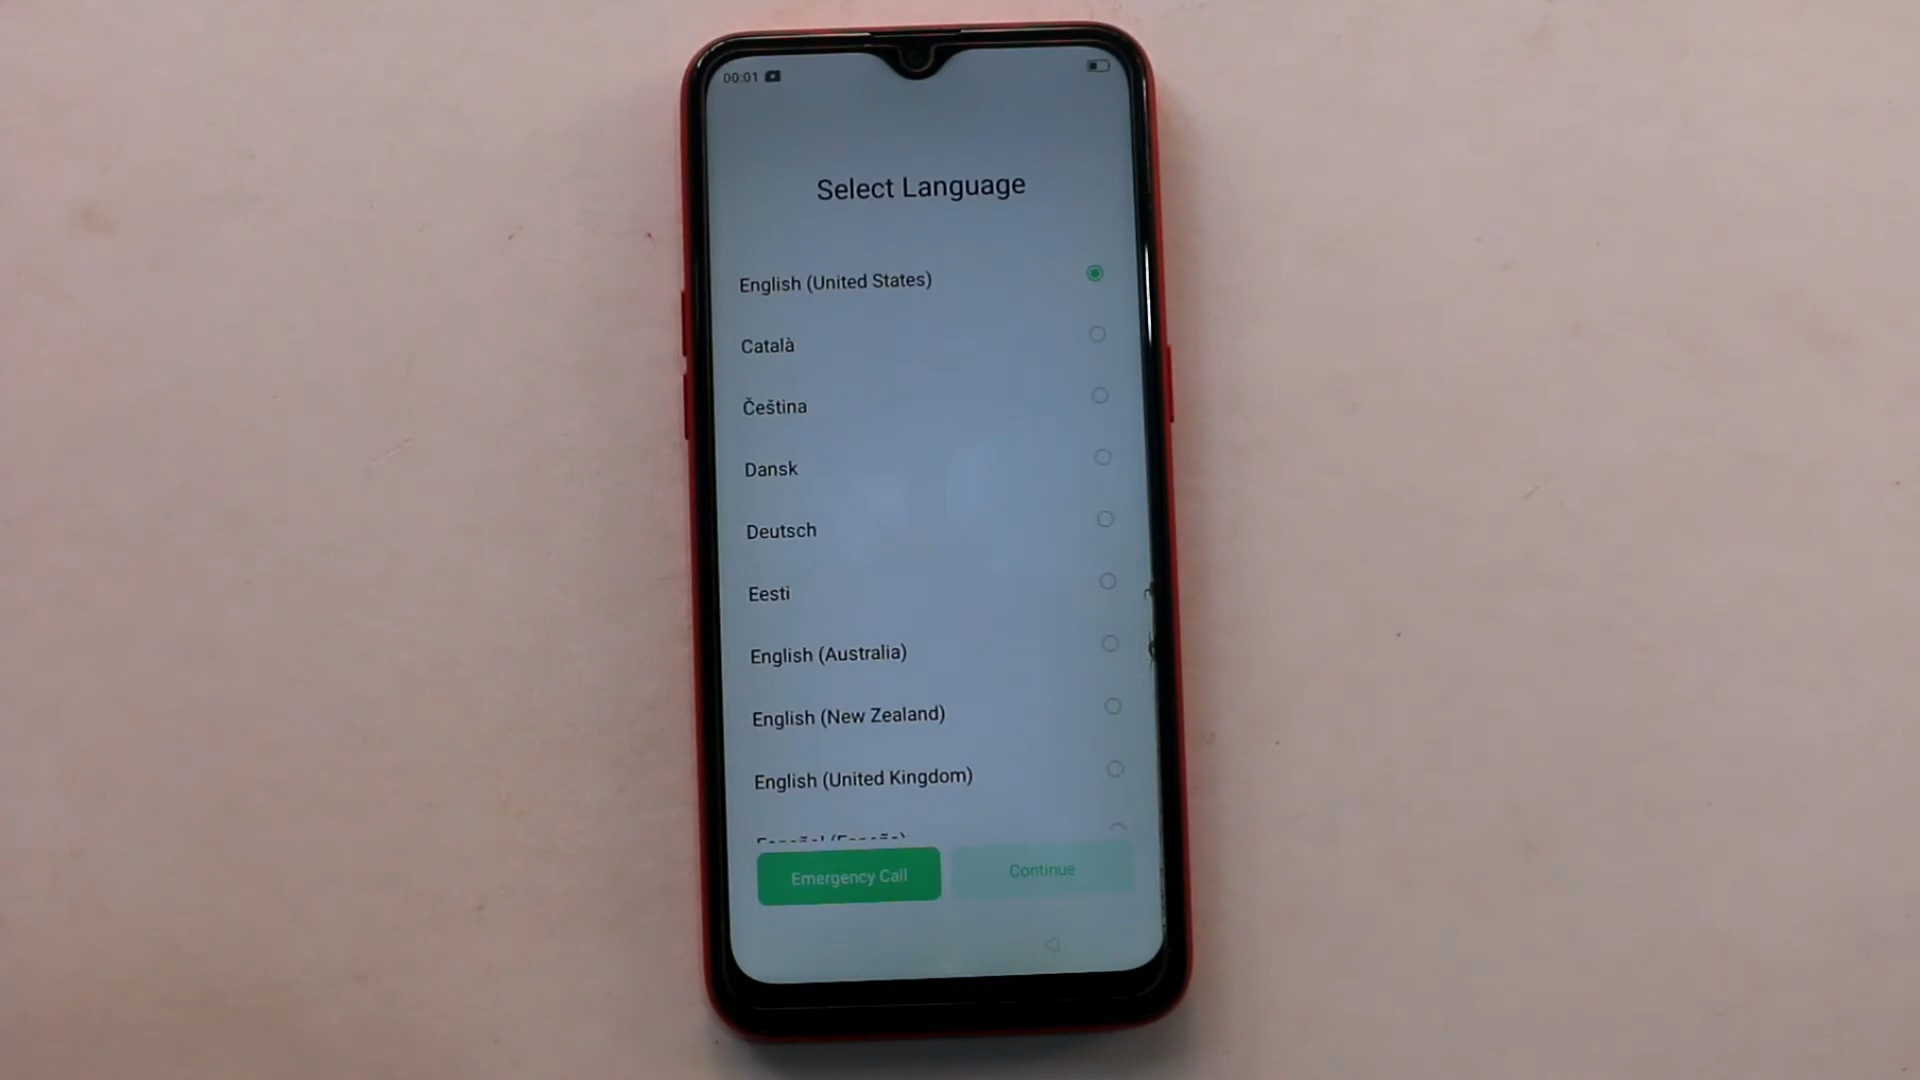 00:01
Select Language
English (United States)
Català
Čeština
Dansk
Deutsch
Eesti
English (Australia)
English (New Zealand)
English (United Kingdom)
Emergency Call
Continue